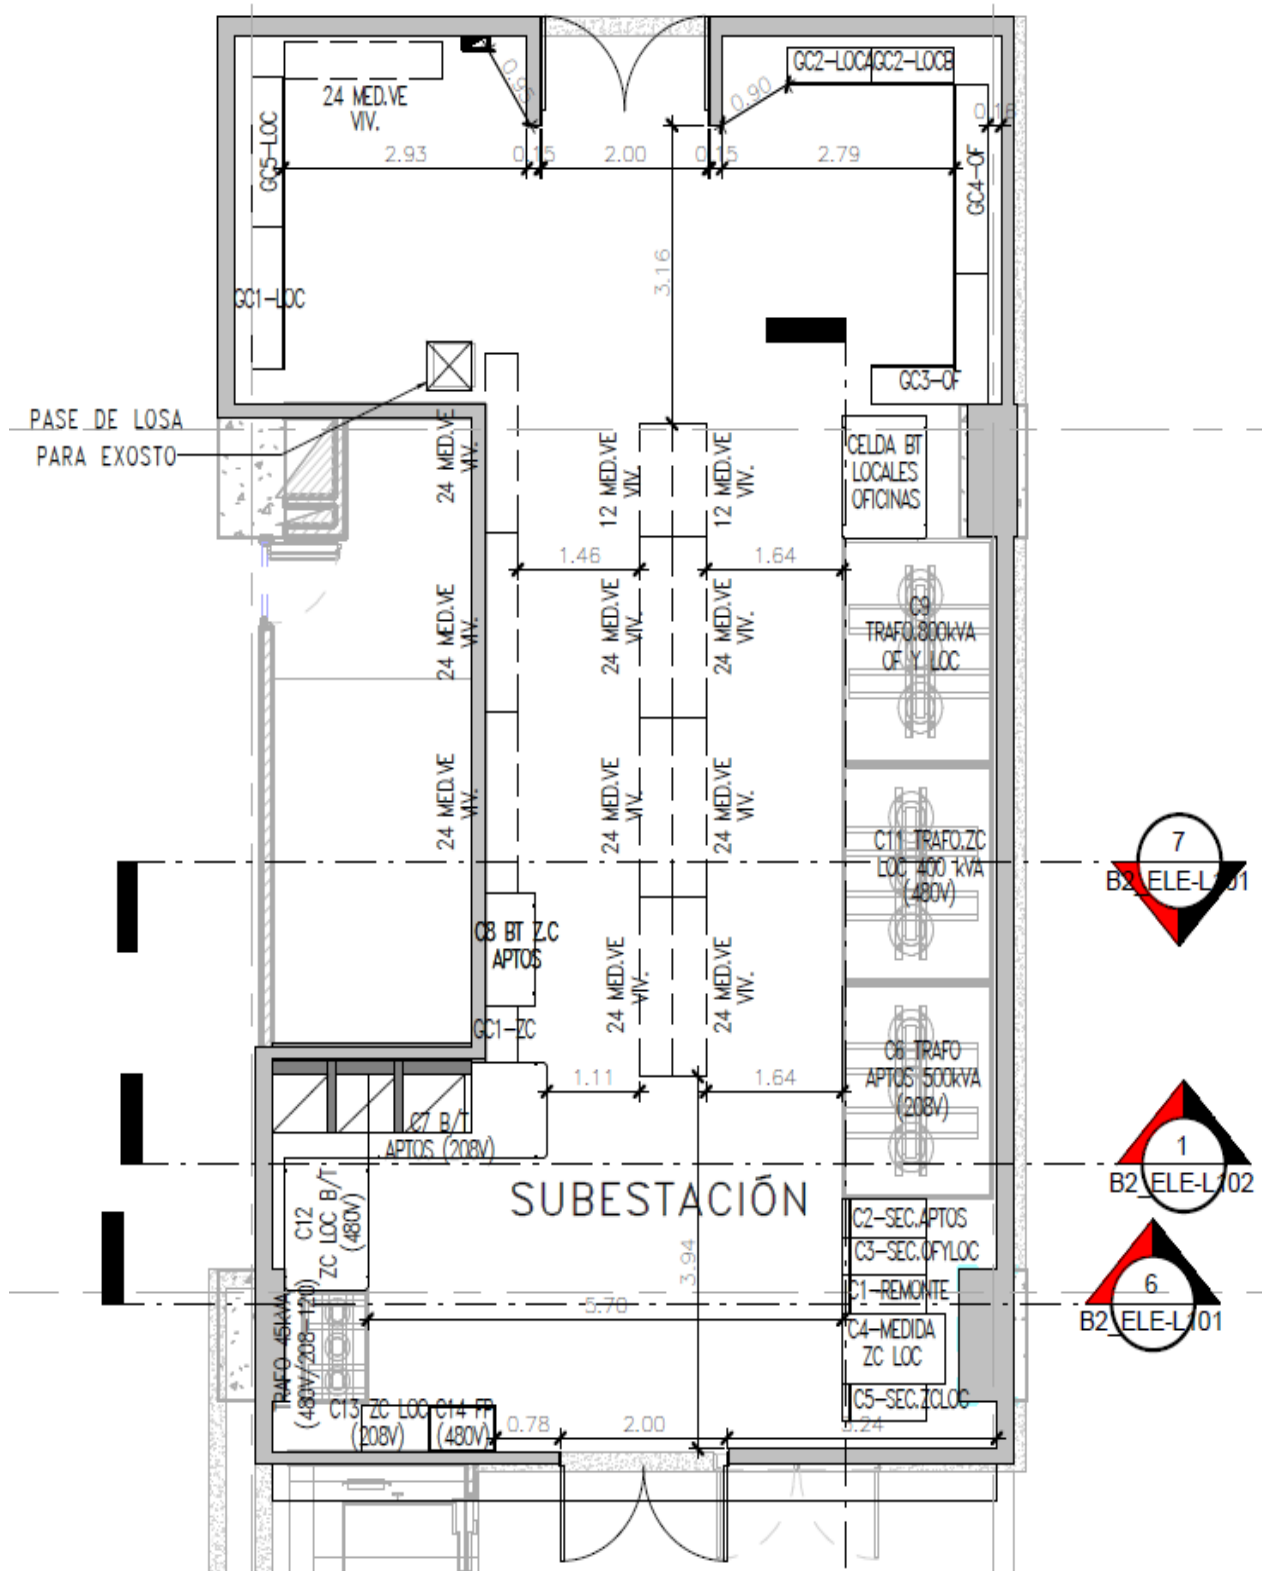 GC2-LOCA
GC2-LOCB
24 MED.VE
VIV.
0.95
0.90
0.16
GC5-LOC
2.93
0.15
2.00
0.15
2.79
GC4-OF
3.16
GC1-LOC
GC3-OF
PASE DE LOSA
PARA EXOSTO
24 MED.VE
VIV.
12 MED.VE
VIV.
12 MED.VE
VIV.
CELDA BT
LOCALES
OFICINAS
1.46
1.64
24 MED.VE
VIV.
24 MED.VE
VIV.
24 MED.VE
VIV.
C9
TRAFO.800kVA
OF Y LOC
24 MED.VE
VIV.
24 MED.VE
VIV.
24 MED.VE
VIV.
C11 TRAFO.ZC
LOC 400 kVA
(480V)
7
B2_ELE-L101
C8 BT Z.C
APTOS
24 MED.VE
VIV.
24 MED.VE
VIV.
GC1-ZC
C6 TRAFO
APTOS 500kVA
(208V)
1.11
1.64
C7 B/T
APTOS (208V)
1
B2_ELE-L102
SUBESTACIÓN
C12
ZC LOC B/T
(480V)
C2-SEC.APTOS
C3-SEC.OFYLOC
C1-REMONTE
3.94
5.70
6
B2_ELE-L101
C4-MEDIDA
ZC LOC
TRAFO 45kVA
(480V/208-120)
C5-SEC.ZCLOC
C13 ZC LOC
(208V)
C14 FP
(480V)
0.78
2.00
3.24